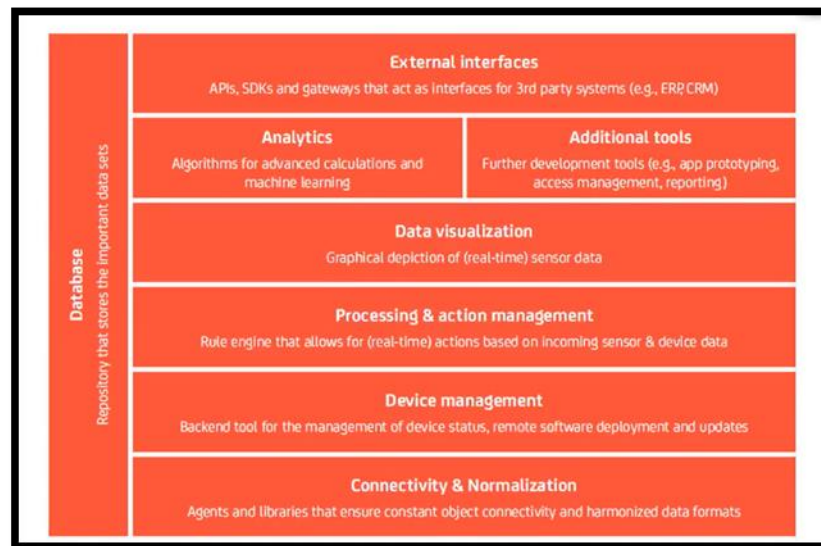 Database
Repository that stores the important data sets
External interfaces
APIs, SDKs and gateways that act as interfaces for 3rd party systems (e.g., ERP, CRM)
Analytics
Algorithms for advanced calculations and
machine learning
Additional tools
Further development tools (e.g., app prototyping,
access management, reporting)
Data visualization
Graphical depiction of (real-time) sensor data
Processing & action management
Rule engine that allows for (real-time) actions based on incoming sensor & device data
Device management
Backend tool for the management of device status, remote software deployment and updates
Connectivity & Normalization
Agents and libraries that ensure constant object connectivity and harmonized data formats